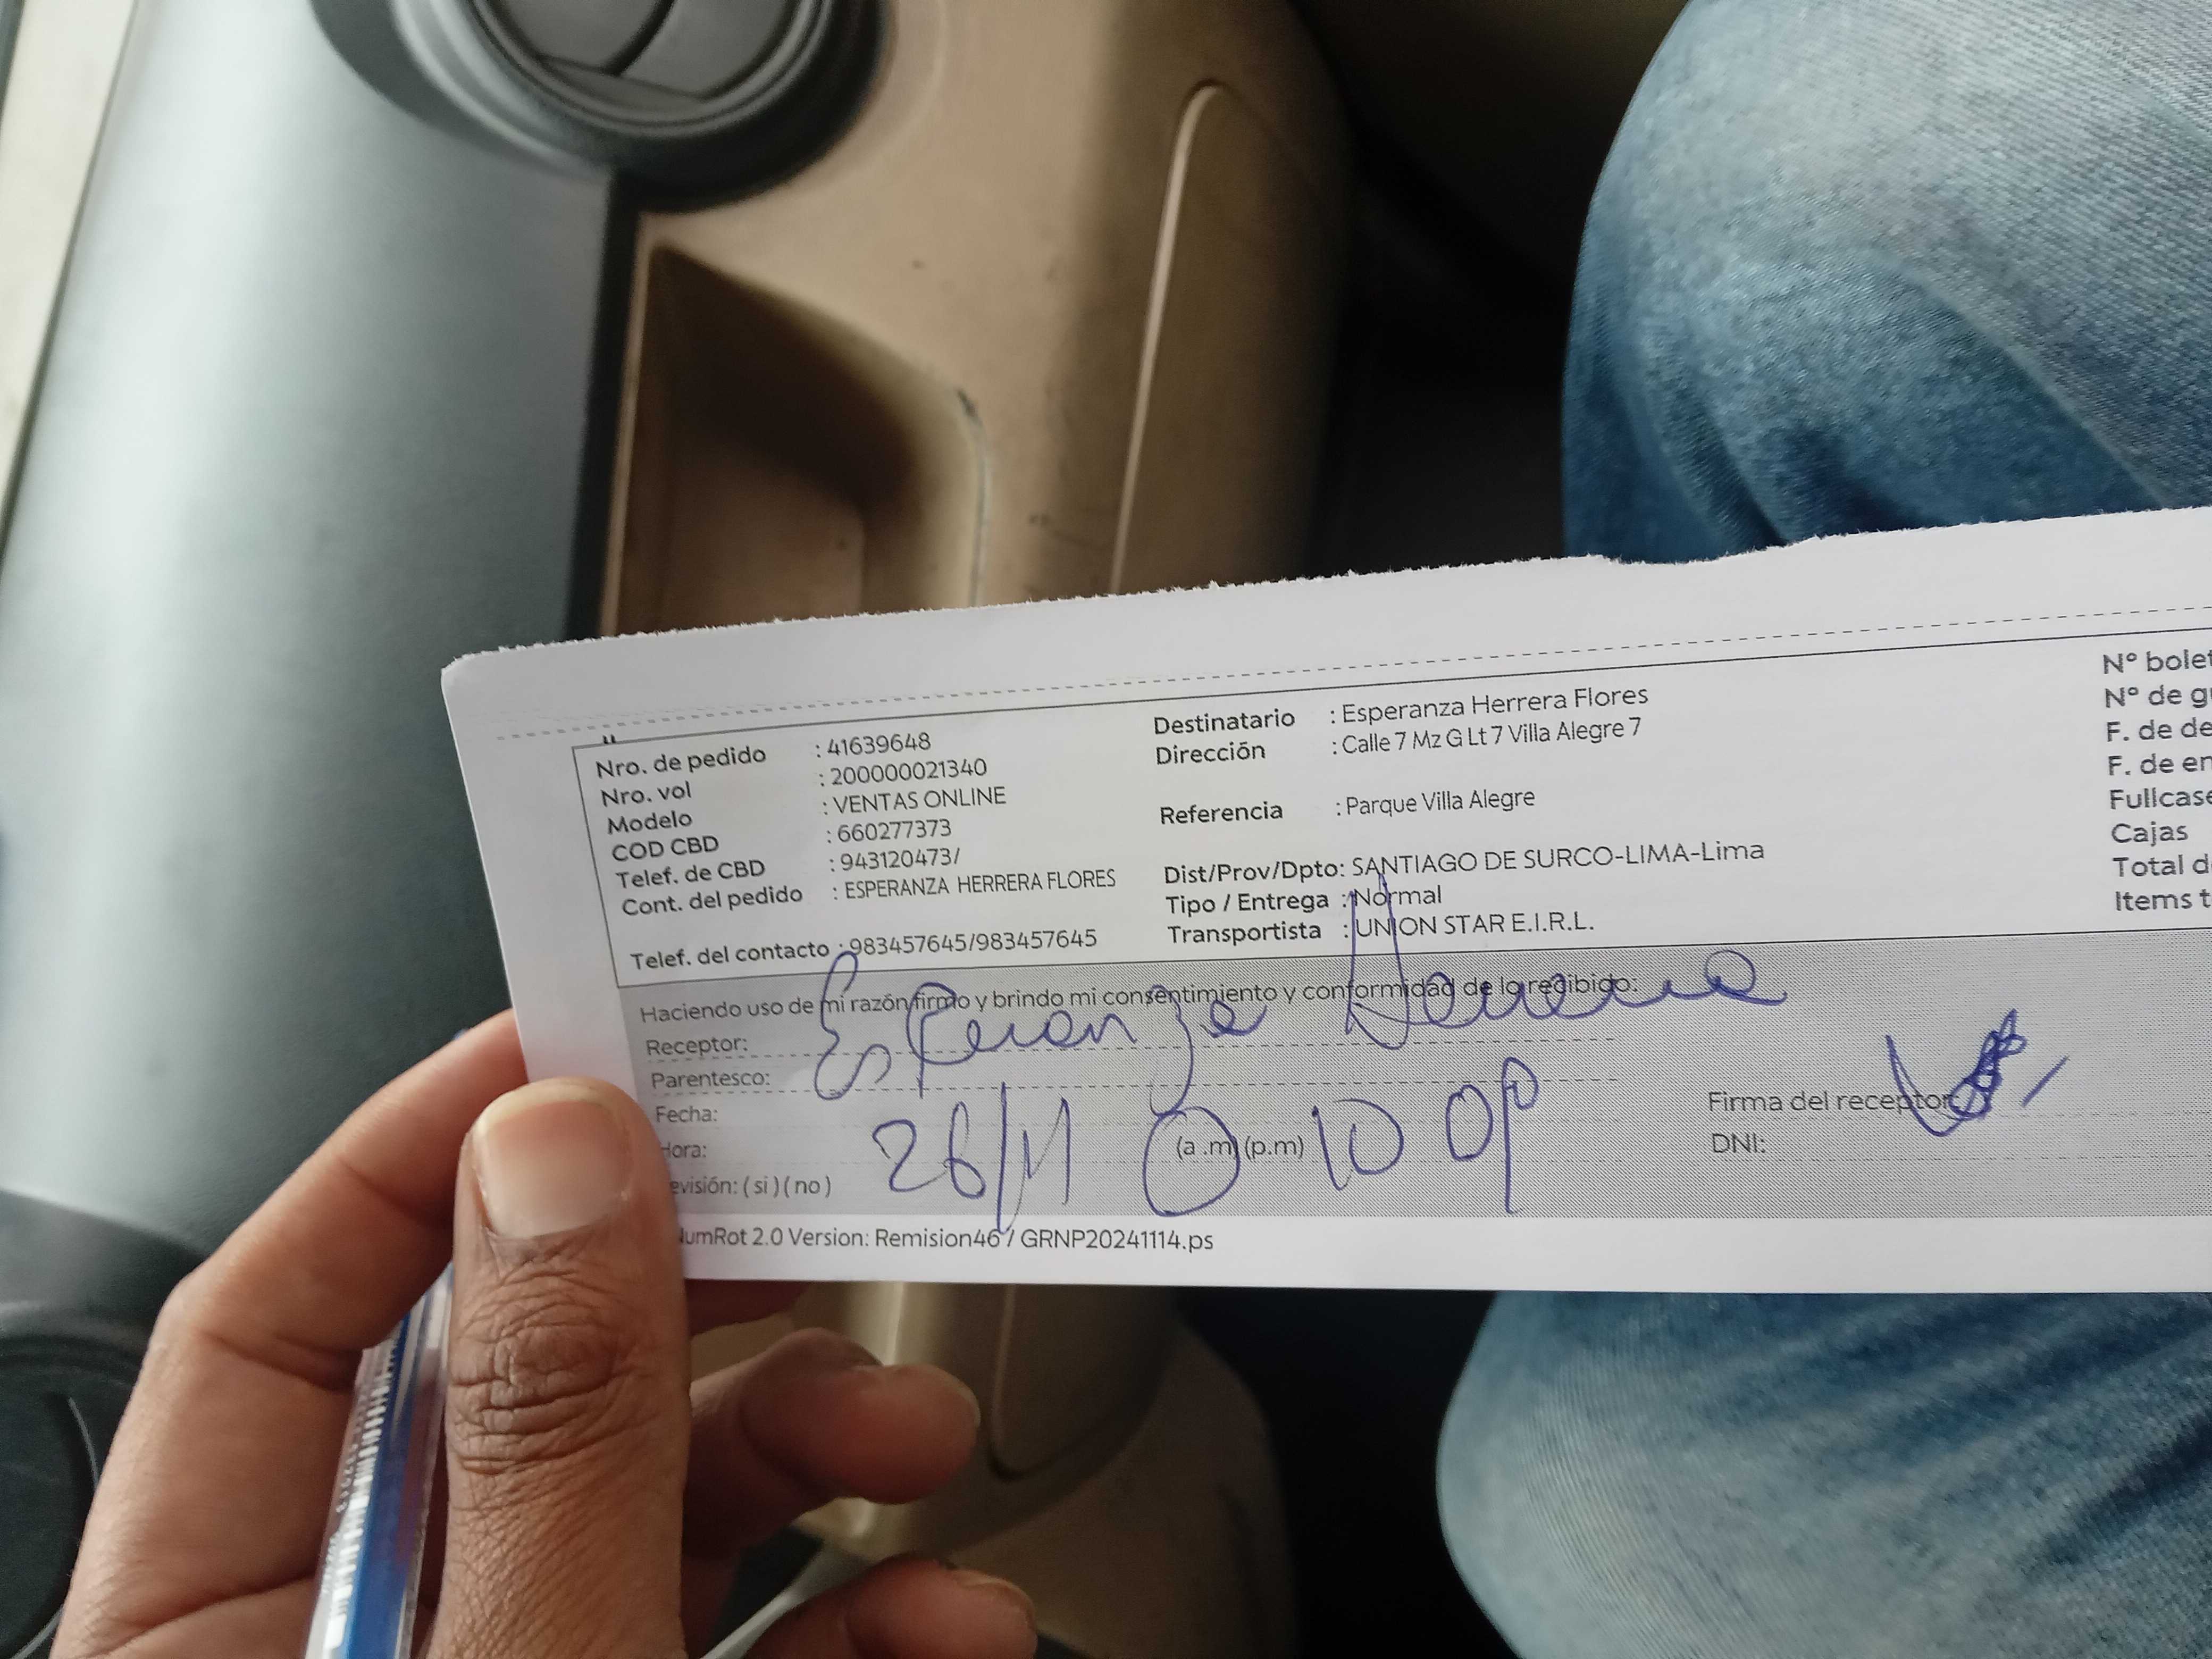 Nro. de pedido : 41639648
Nro. vol : 200000021340
Modelo : VENTAS ONLINE
COD CBD : 660277373
Telef. de CBD : 943120473/
Cont. del pedido : ESPERANZA HERRERA FLORES
Telef. del contacto : 983457645/983457645
Destinatario : Esperanza Herrera Flores
Dirección : Calle 7 Mz G Lt 7 Villa Alegre 7
Referencia : Parque Villa Alegre
Dist/Prov/Dpto: SANTIAGO DE SURCO-LIMA-Lima
Tipo / Entrega : Normal
Transportista : UNION STAR E.I.R.L.
N° bolet
N° de g
F. de de
F. de en
Fullcase
Cajas
Total d
Items t
Haciendo uso de mi razón firmo y brindo mi consentimiento y conformidad de lo recibido:
Receptor: Esperanza Herrera
Parentesco:
Fecha: 26/11
Hora: (a .m) (p.m) 10
evisión: ( si ) ( no )
Firma del receptor:
DNI:
umRot 2.0 Version: Remision46 / GRNP20241114.ps